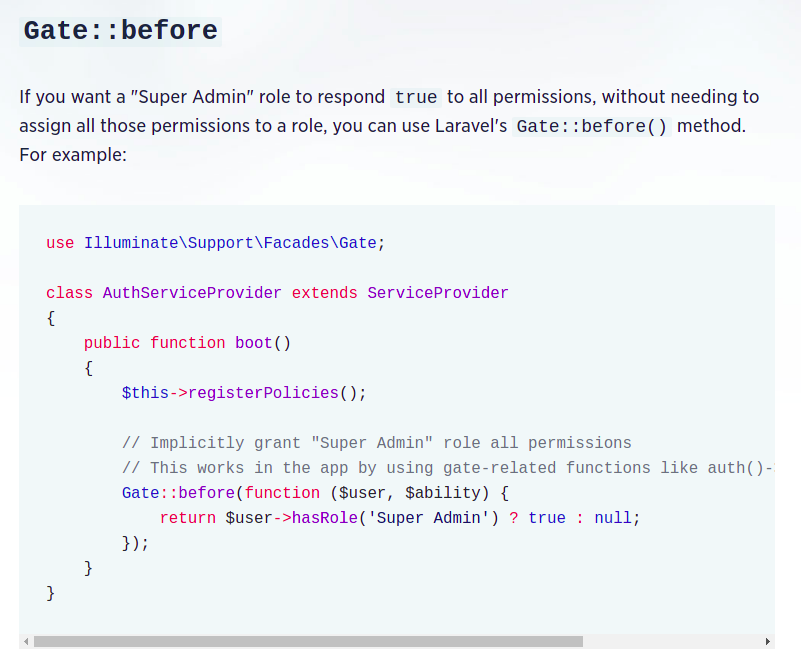 Gate::before
If you want a "Super Admin" role to respond true to all permissions, without needing to
assign all those permissions to a role, you can use Laravel's Gate::before() method.
For example:
use Illuminate\Support\Facades\Gate;
class AuthServiceProvider extends ServiceProvider
{
    public function boot()
    {
        $this->registerPolicies();
        // Implicitly grant "Super Admin" role all permissions
        // This works in the app by using gate-related functions like auth()-
        Gate::before(function ($user, $ability) {
            return $user->hasRole('Super Admin') ? true : null;
        });
    }
}